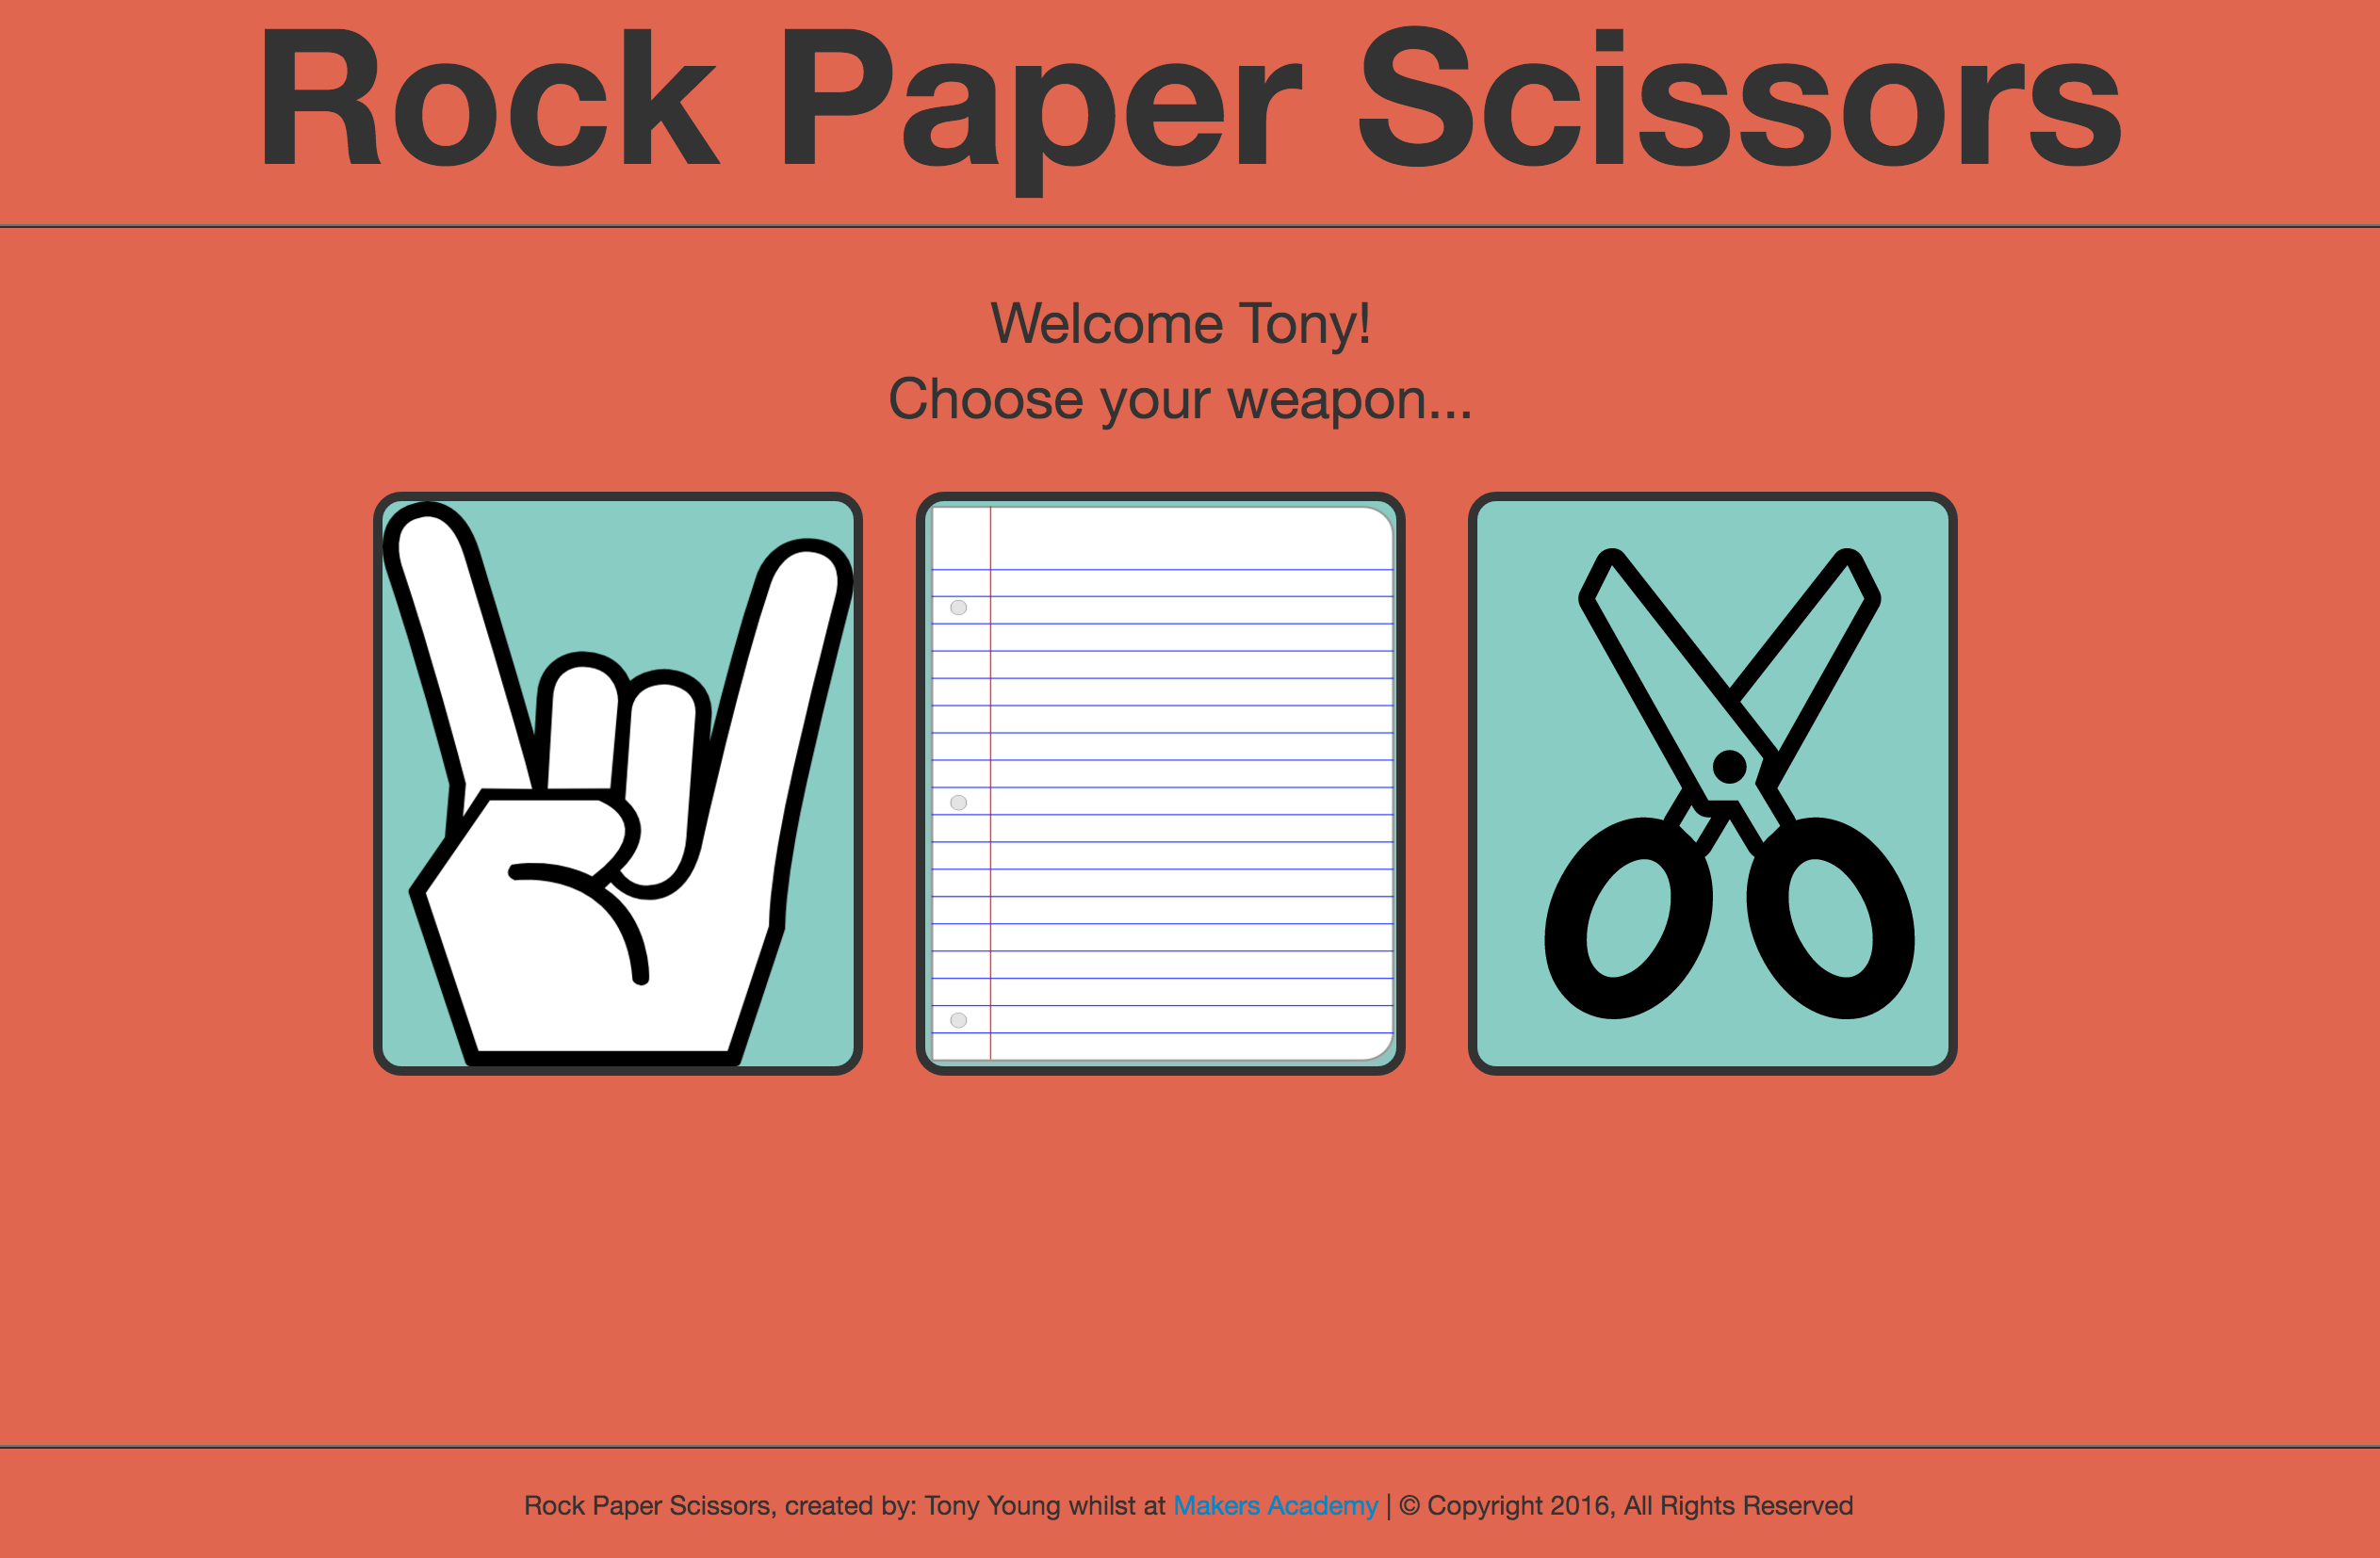 Rock Paper Scissors
Welcome Tony!
Choose your weapon...
Rock Paper Scissors, created by: Tony Young whilst at Makers Academy | © Copyright 2016, All Rights Reserved